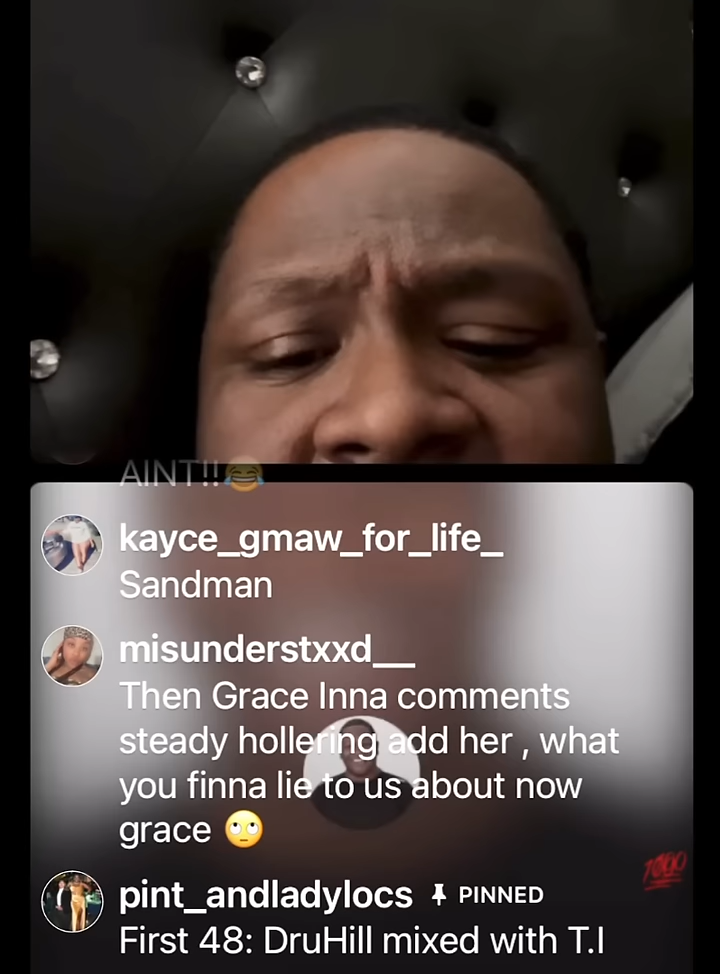 AINT!!😂
kayce_gmaw_for_life_
Sandman
misunderstxxd__
Then Grace Inna comments
steady hollering add her , what
you finna lie to us about now
grace 🙄
100
pint_andladylocs PINNED
First 48: DruHill mixed with T.I